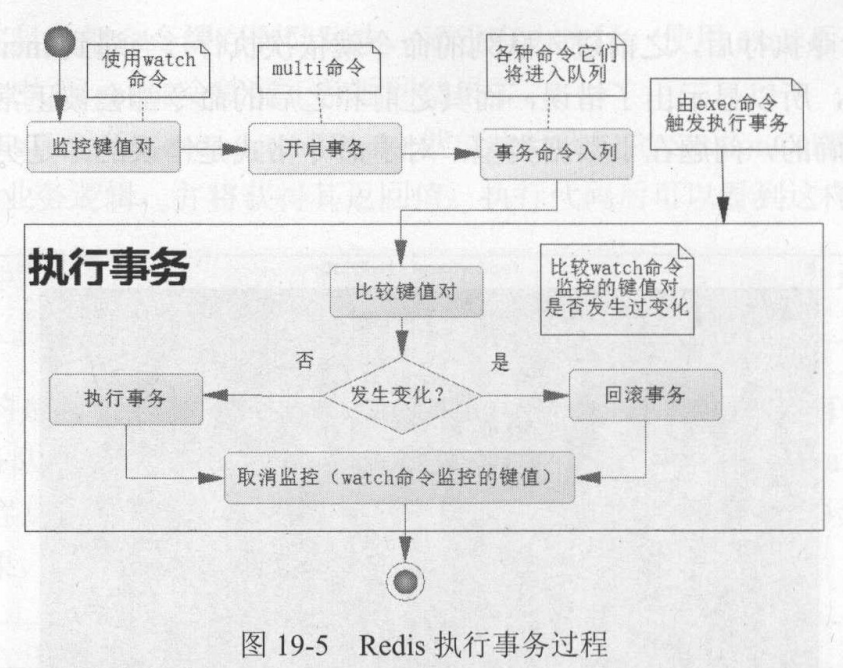 使用watch
命令
multi命令
各种命令它们
将进入队列
由exec命令
触发执行事务
监控键值对
开启事务
事务命令入列
执行事务
比较键值对
比较watch命令
监控的键值对
是否发生过变化
否
是
执行事务
发生变化？
回滚事务
取消监控（watch命令监控的键值）
图 19-5 Redis 执行事务过程